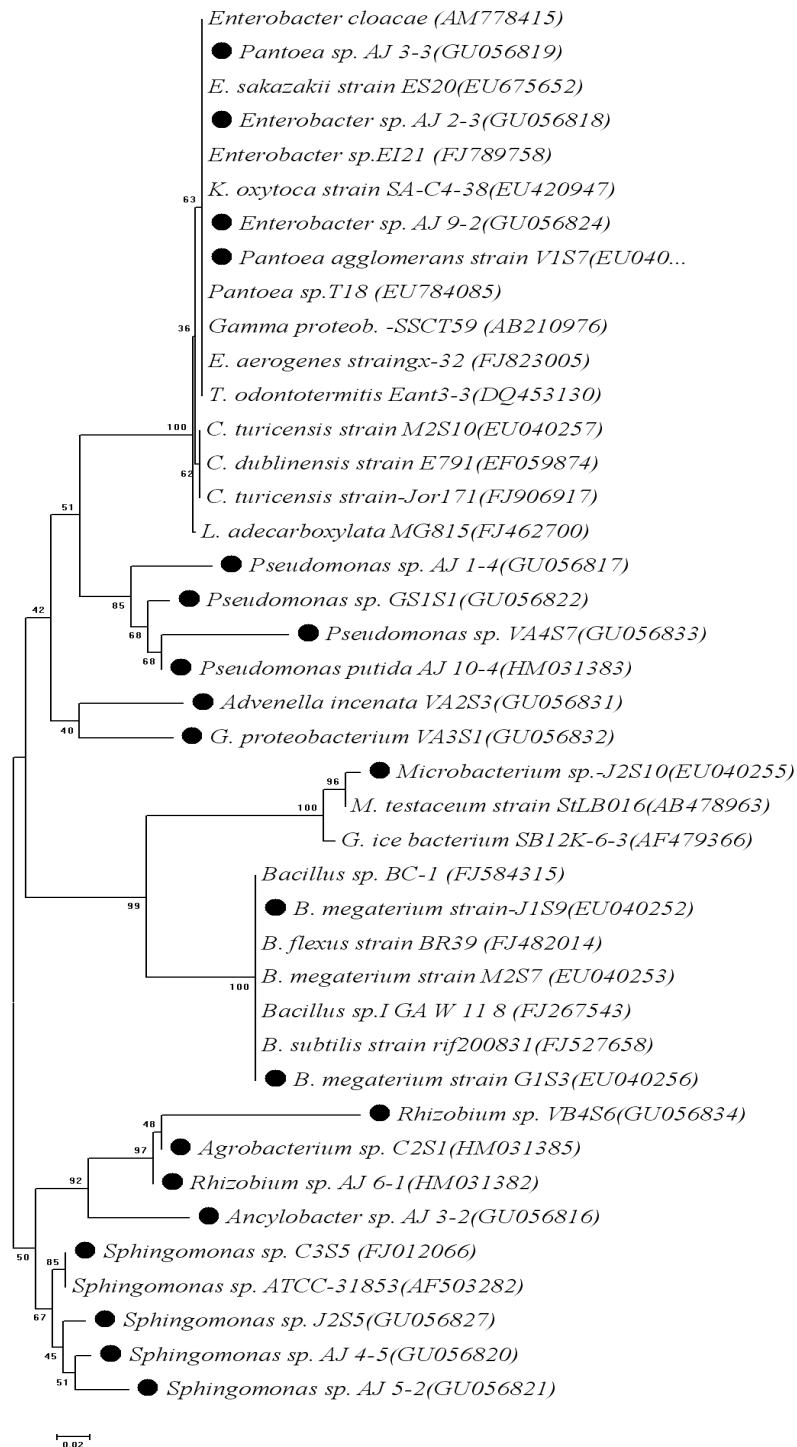 Enterobacter cloacae (AM778415)
Pantoea sp. AJ 3-3(GU056819)
E. sakazakii strain ES20(EU675652)
Enterobacter sp. AJ 2-3(GU056818)
Enterobacter sp.EI21 (FJ789758)
K. oxytoca strain SA-C4-38(EU420947)
63
Enterobacter sp. AJ 9-2(GU056824)
Pantoea agglomerans strain V1S7(EU040...
Pantoea sp.T18 (EU784085)
36
Gamma proteob. -SSCT59 (AB210976)
E. aerogenes straingx-32 (FJ823005)
T. odontotermitis Eant3-3(DQ453130)
100
C. turicensis strain M2S10(EU040257)
C. dublinensis strain E791(EF059874)
62
C. turicensis strain-Jor171(FJ906917)
51
L. adecarboxylata MG815(FJ462700)
Pseudomonas sp. AJ 1-4(GU056817)
85
Pseudomonas sp. GS1S1(GU056822)
42
68
Pseudomonas sp. VA4S7(GU056833)
68
Pseudomonas putida AJ 10-4(HM031383)
Advenella incenata VA2S3(GU056831)
40
G. proteobacterium VA3S1(GU056832)
96
Microbacterium sp.-J2S10(EU040255)
100
M. testaceum strain StLB016(AB478963)
G. ice bacterium SB12K-6-3(AF479366)
Bacillus sp. BC-1 (FJ584315)
99
B. megaterium strain-J1S9(EU040252)
B. flexus strain BR39 (FJ482014)
B. megaterium strain M2S7 (EU040253)
100
Bacillus sp.I GA W 11 8 (FJ267543)
B. subtilis strain rif200831(FJ527658)
B. megaterium strain G1S3(EU040256)
48
Rhizobium sp. VB4S6(GU056834)
97
Agrobacterium sp. C2S1(HM031385)
92
Rhizobium sp. AJ 6-1(HM031382)
Ancylobacter sp. AJ 3-2(GU056816)
50
85
Sphingomonas sp. C3S5 (FJ012066)
Sphingomonas sp. ATCC-31853(AF503282)
67
Sphingomonas sp. J2S5(GU056827)
45
Sphingomonas sp. AJ 4-5(GU056820)
51
Sphingomonas sp. AJ 5-2(GU056821)
0.02